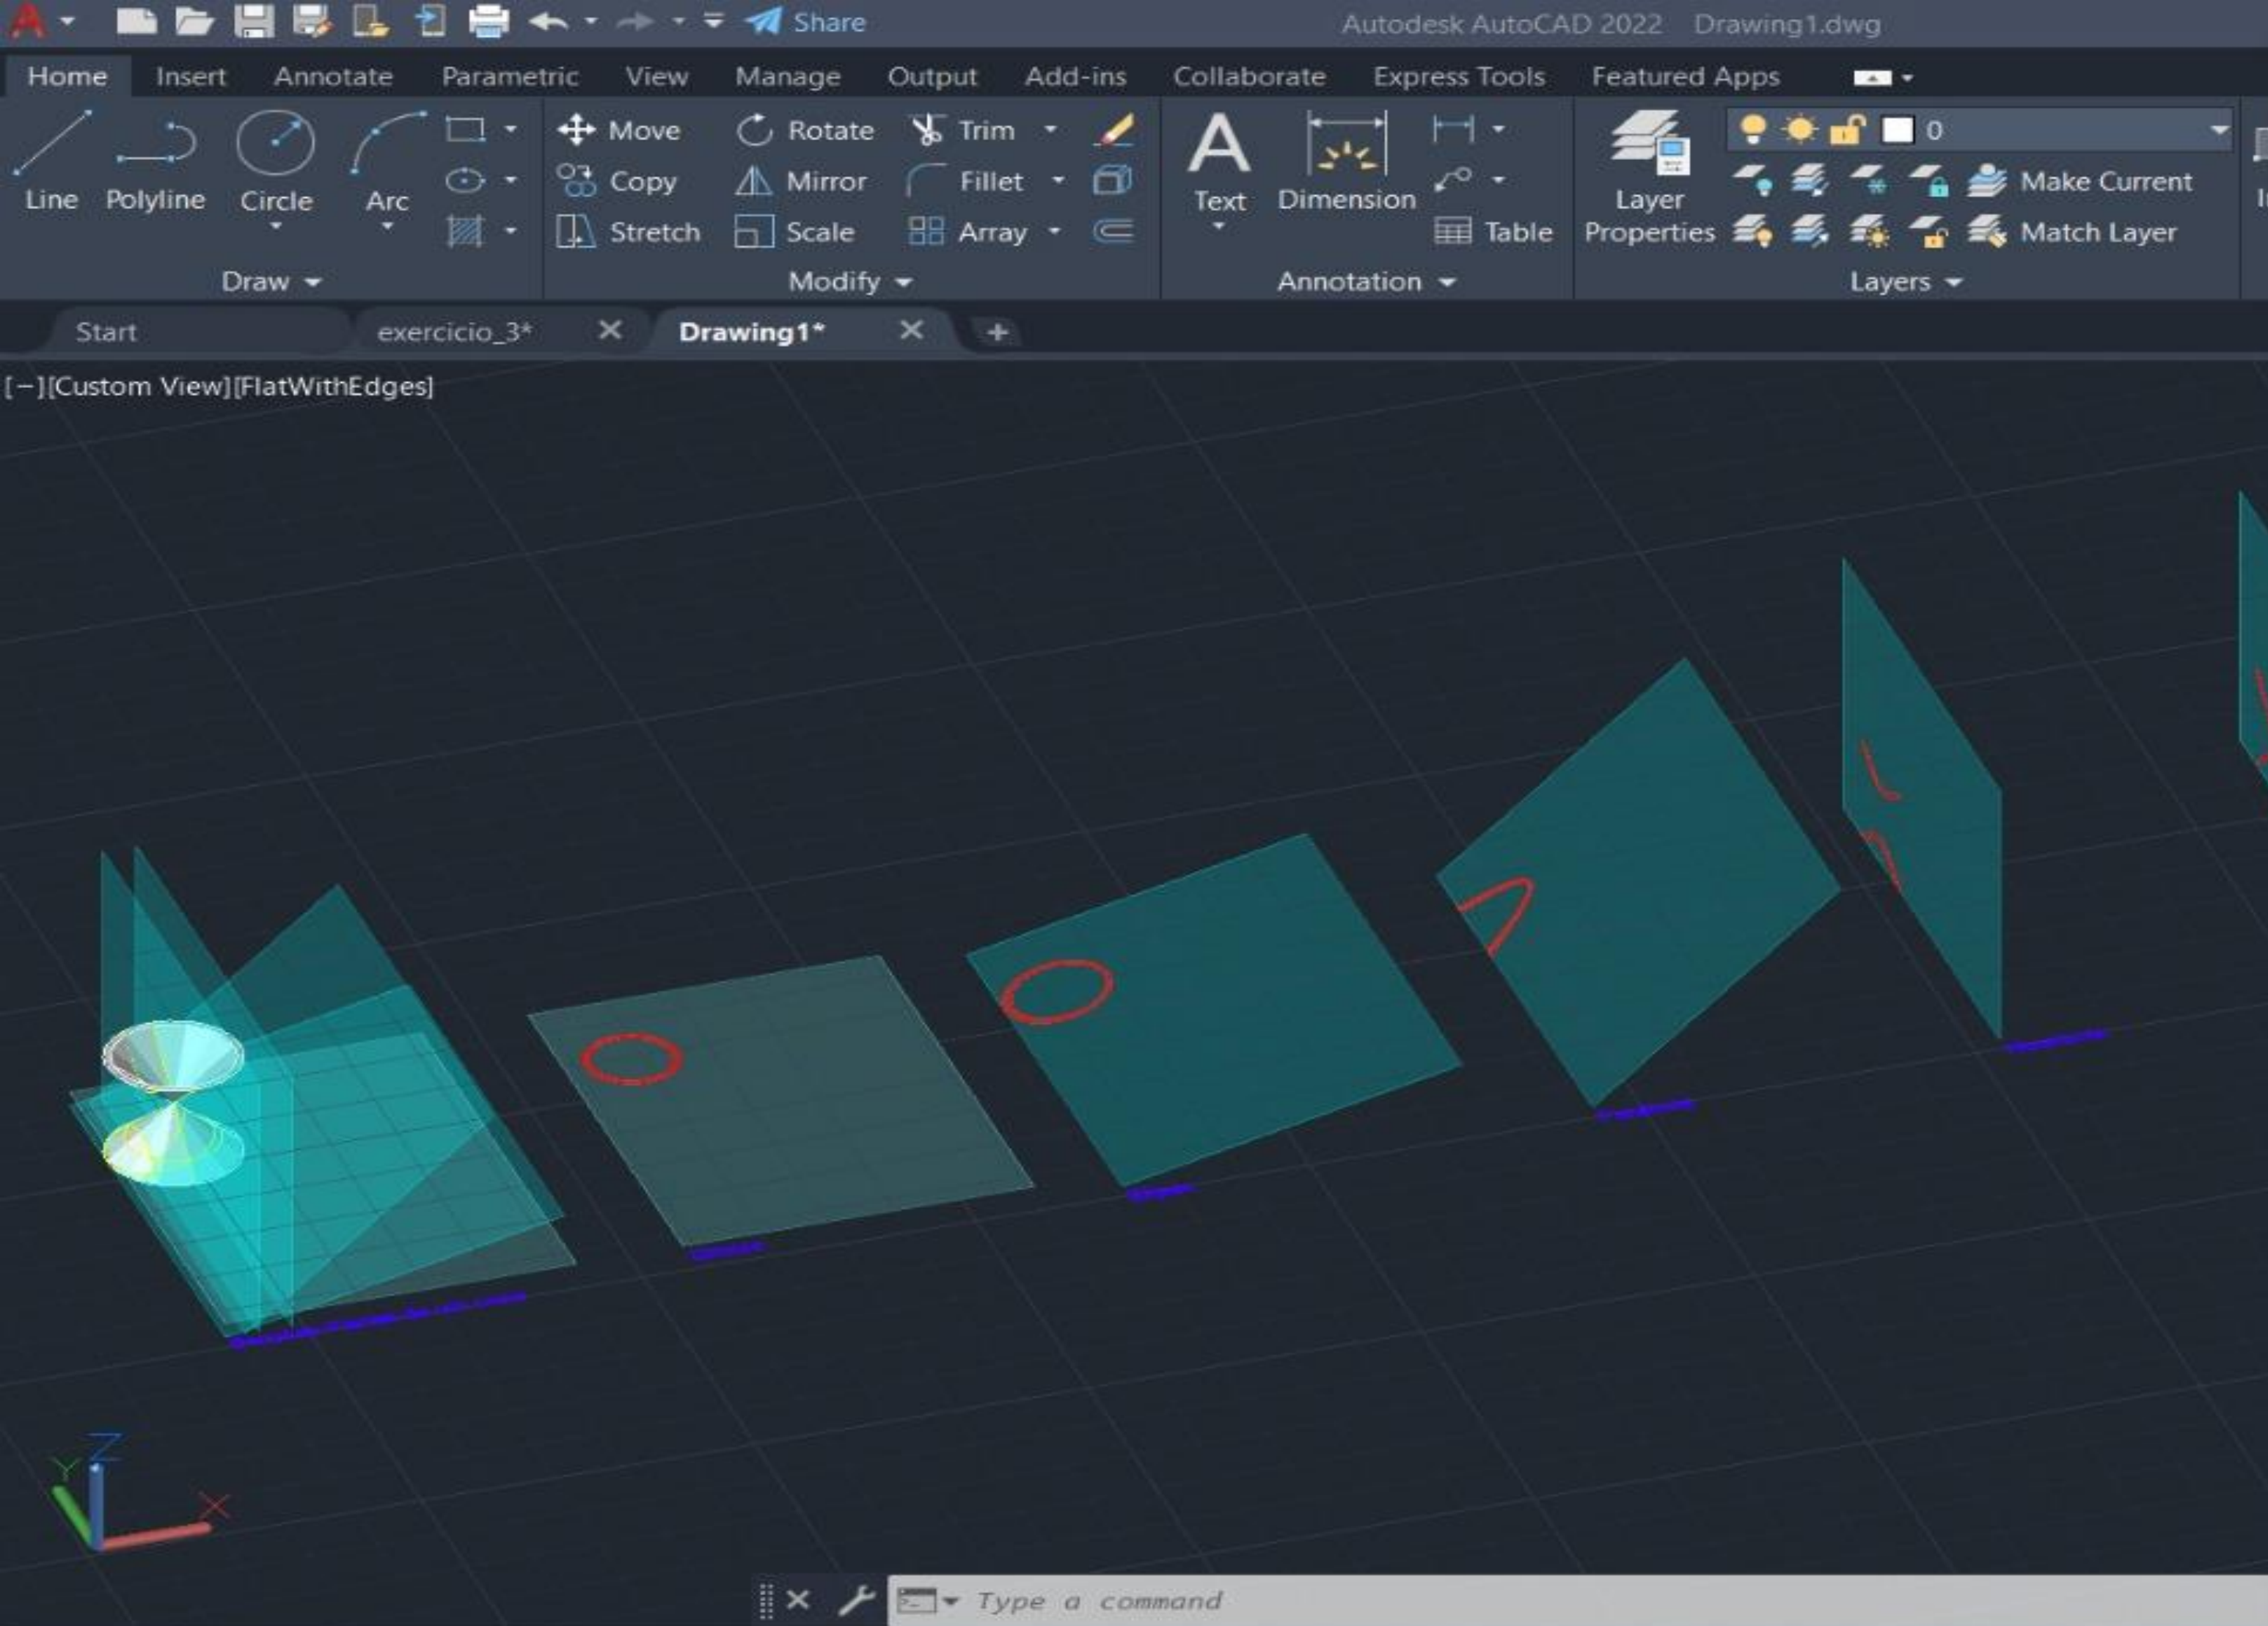 Share
Autodesk AutoCAD 2022 Drawing1.dwg
Home Insert Annotate Parametric View Manage Output Add-ins Collaborate Express Tools Featured Apps
Line Polyline Circle Arc
Draw
Move Rotate Trim
Copy Mirror Fillet
Stretch Scale Array
Modify
Text Dimension
Table
Annotation
Layer
Properties
0
Make Current
Match Layer
Layers
Start exercicio_3* Drawing1*
[−][Custom View][FlatWithEdges]
Z
Y
X
Type a command